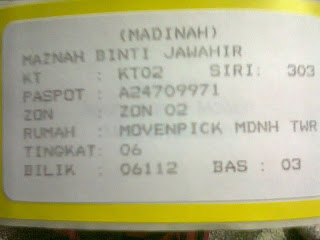 (MADINAH)
MAZNAH BINTI JAWAHIR
KT : KT02 SIRI: 303
PASPOT : A24709971
ZON : ZON 02
RUMAH : MOVENPICK MDNH TWR
TINGKAT: 06
BILIK : 06112 BAS : 03